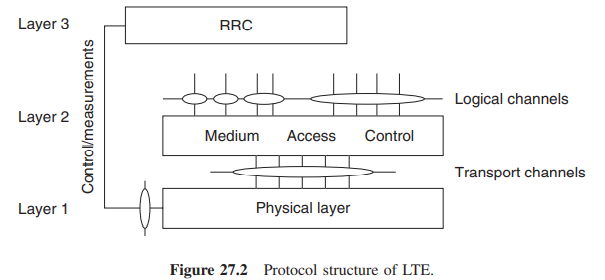 Layer 3
RRC
Control/measurements
Logical channels
Layer 2
Medium Access Control
Transport channels
Layer 1
Physical layer
Figure 27.2 Protocol structure of LTE.